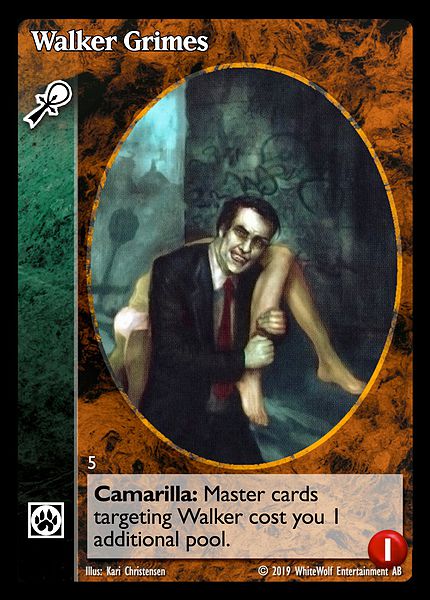 Walker Grimes
5
Camarilla: Master cards
targeting Walker cost you 1
additional pool.
1
Illus: Kari Christensen © 2019 WhiteWolf Entertainment AB